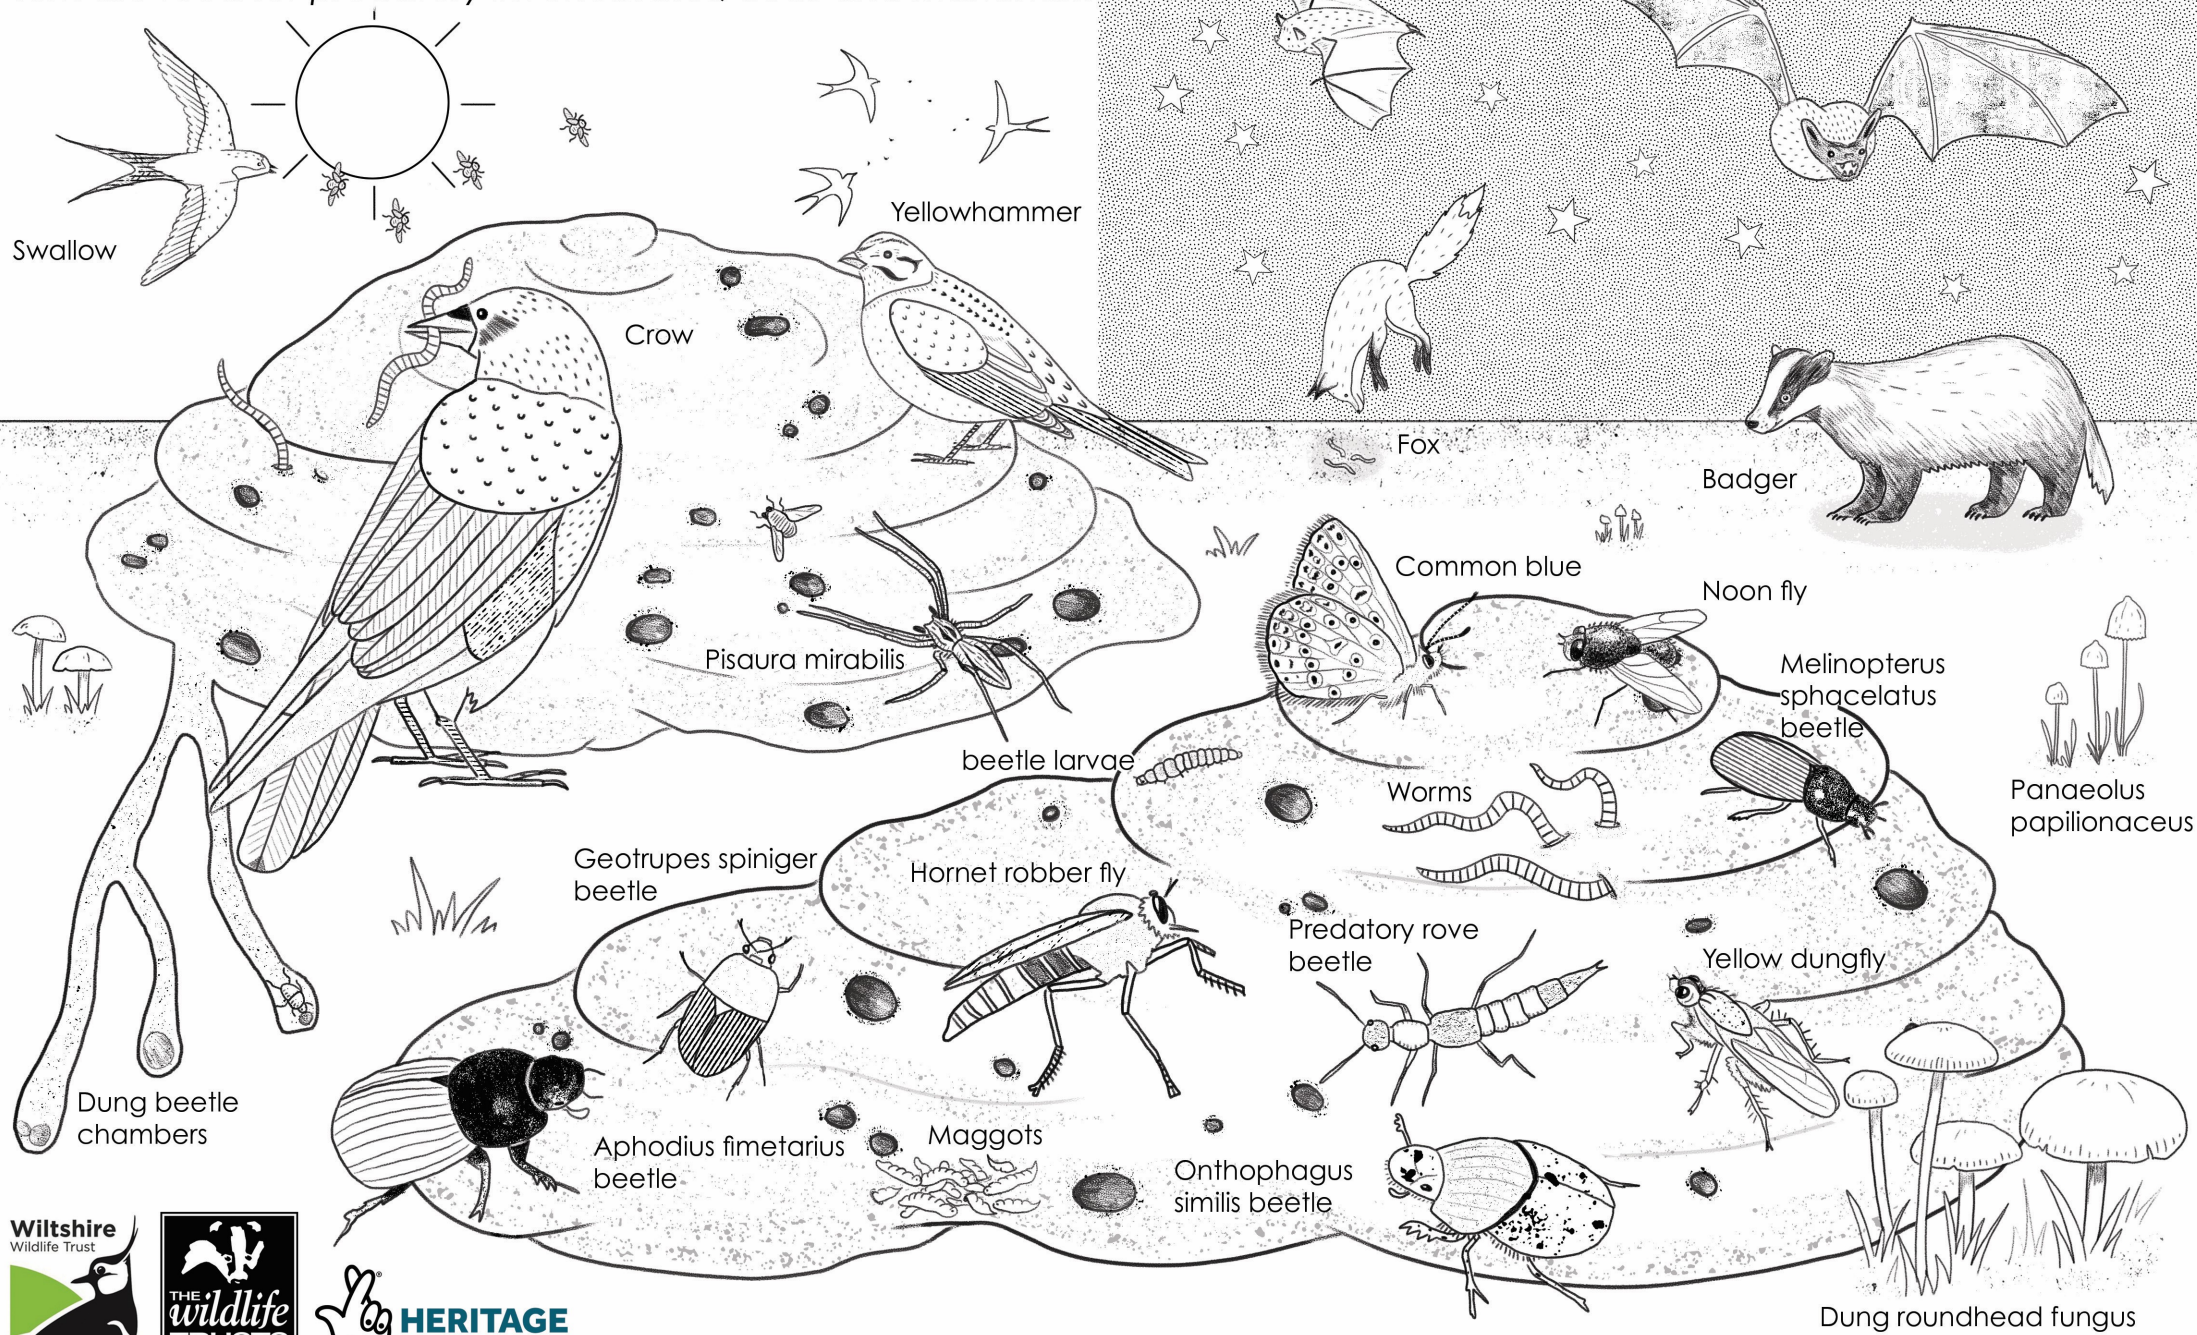 Swallow
Yellowhammer
Crow
Fox
Badger
Common blue
Noon fly
Pisaura mirabilis
Melinopterus
sphacelatus
beetle
beetle larvae
Worms
Panaeolus
papilionaceus
Geotrupes spiniger
beetle
Hornet robber fly
Predatory rove
beetle
Yellow dungfly
Dung beetle
chambers
Aphodius fimetarius
beetle
Maggots
Onthophagus
similis beetle
Dung roundhead fungus
Wiltshire
Wildlife Trust
THE
wildlife
TRUSTS
HERITAGE